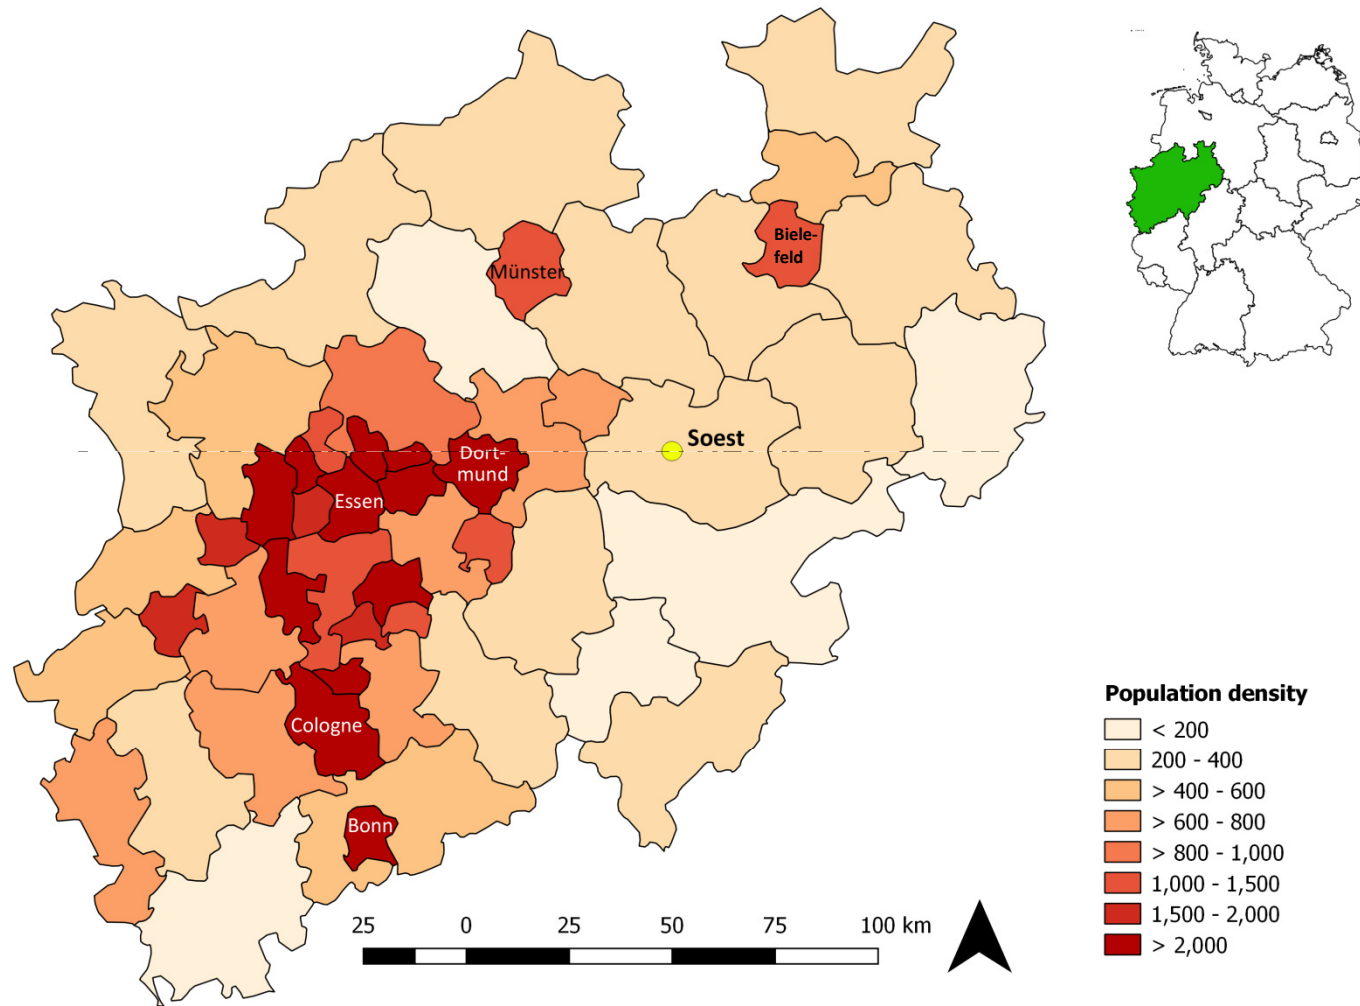 Biele-
feld
Münster
Soest
Dort-
mund
Essen
Cologne
Bonn
Population density
< 200
200 - 400
> 400 - 600
> 600 - 800
> 800 - 1,000
1,000 - 1,500
1,500 - 2,000
> 2,000
25 0 25 50 75 100 km